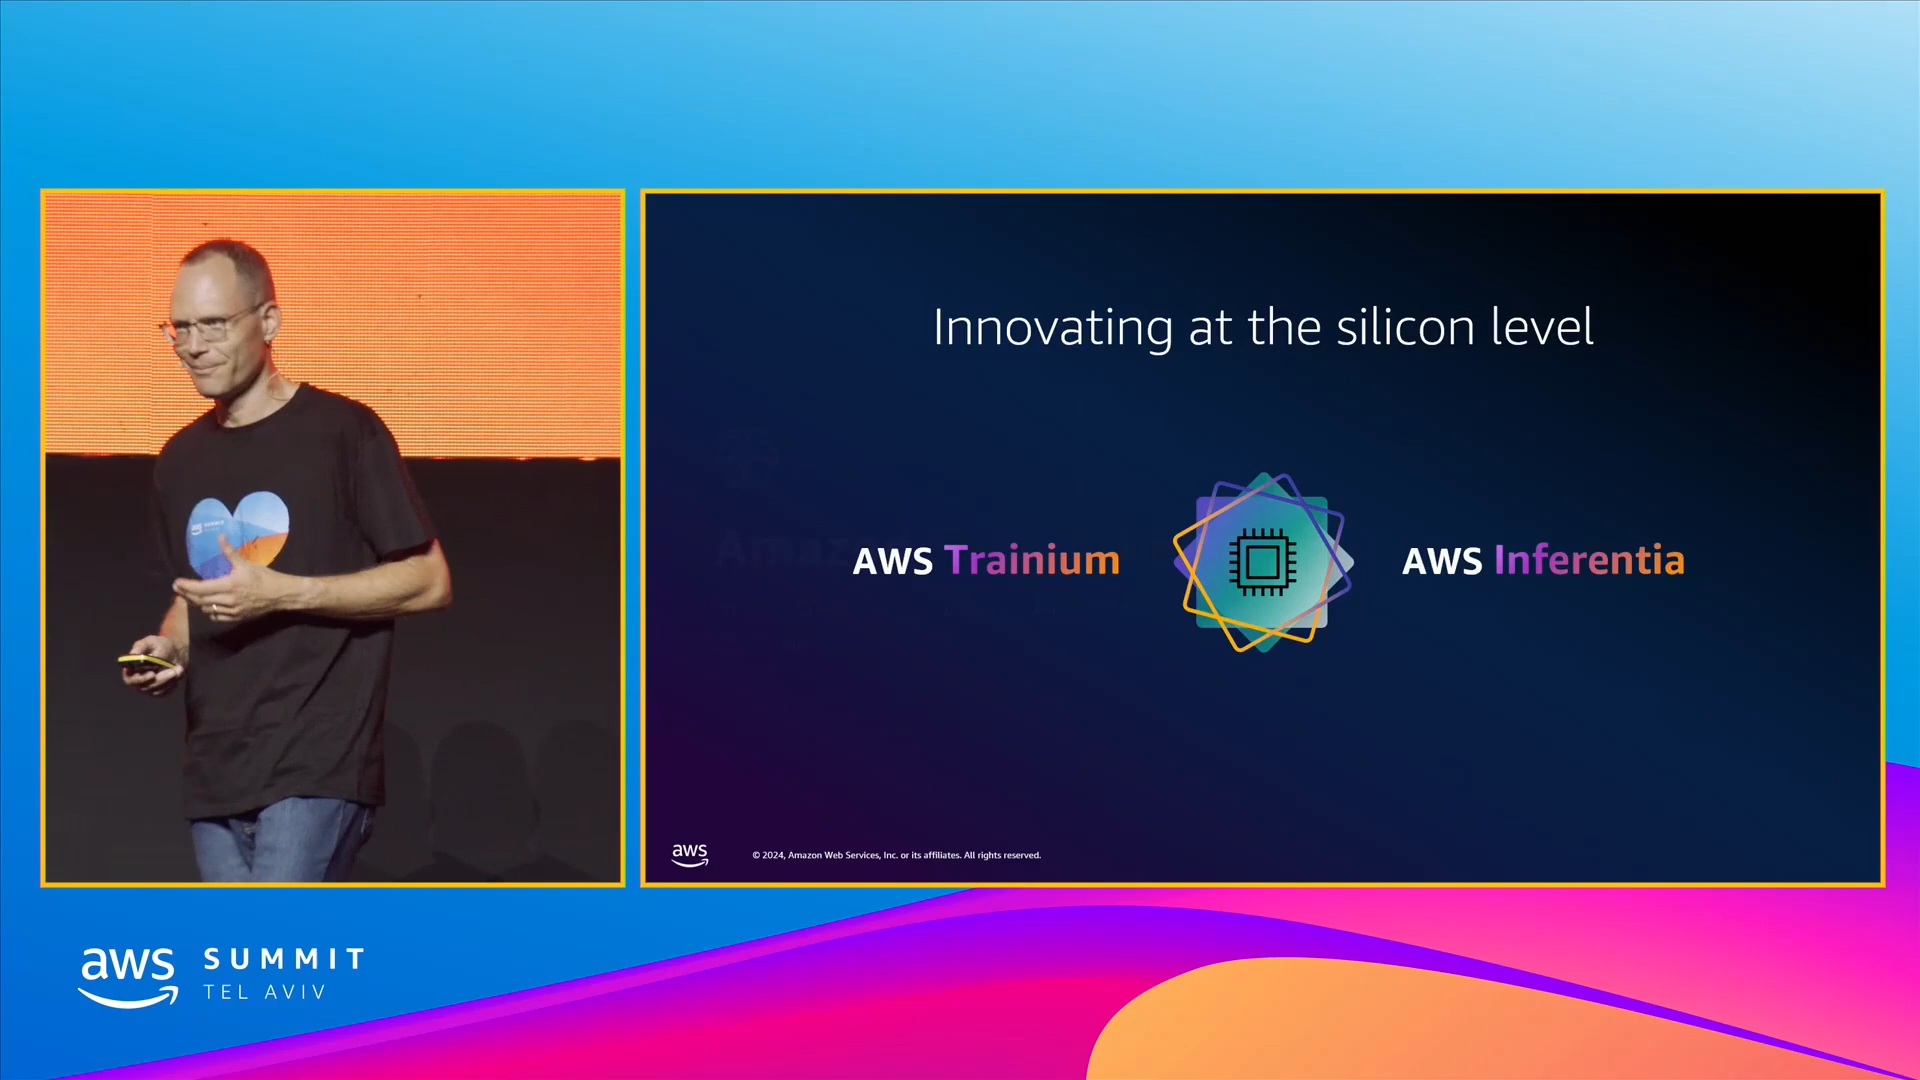 Innovating at the silicon level
AWS Trainium
AWS Inferentia
aws
© 2024, Amazon Web Services, Inc. or its affiliates. All rights reserved.
aws SUMMIT
TEL AVIV